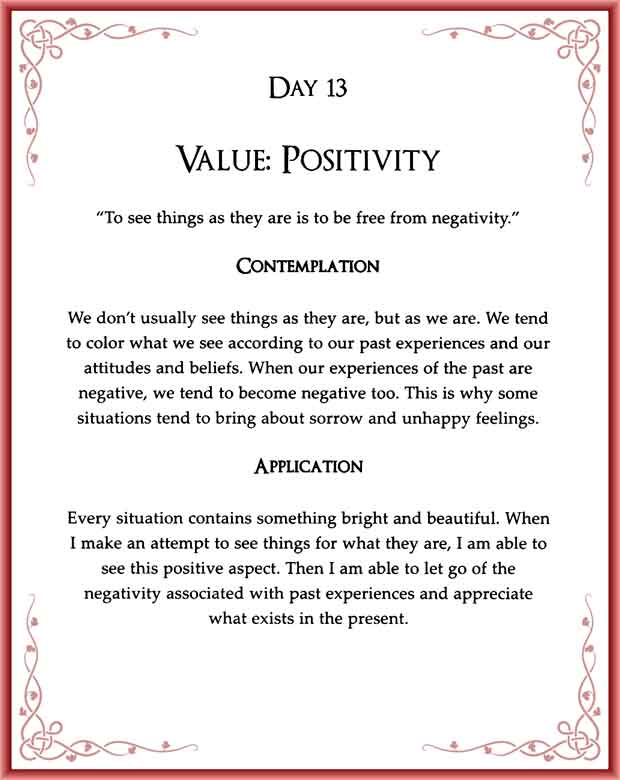 DAY 13
VALUE: POSITIVITY
“To see things as they are is to be free from negativity.”
CONTEMPLATION
We don’t usually see things as they are, but as we are. We tend
to color what we see according to our past experiences and our
attitudes and beliefs. When our experiences of the past are
negative, we tend to become negative too. This is why some
situations tend to bring about sorrow and unhappy feelings.
APPLICATION
Every situation contains something bright and beautiful. When
I make an attempt to see things for what they are, I am able to
see this positive aspect. Then I am able to let go of the
negativity associated with past experiences and appreciate
what exists in the present.